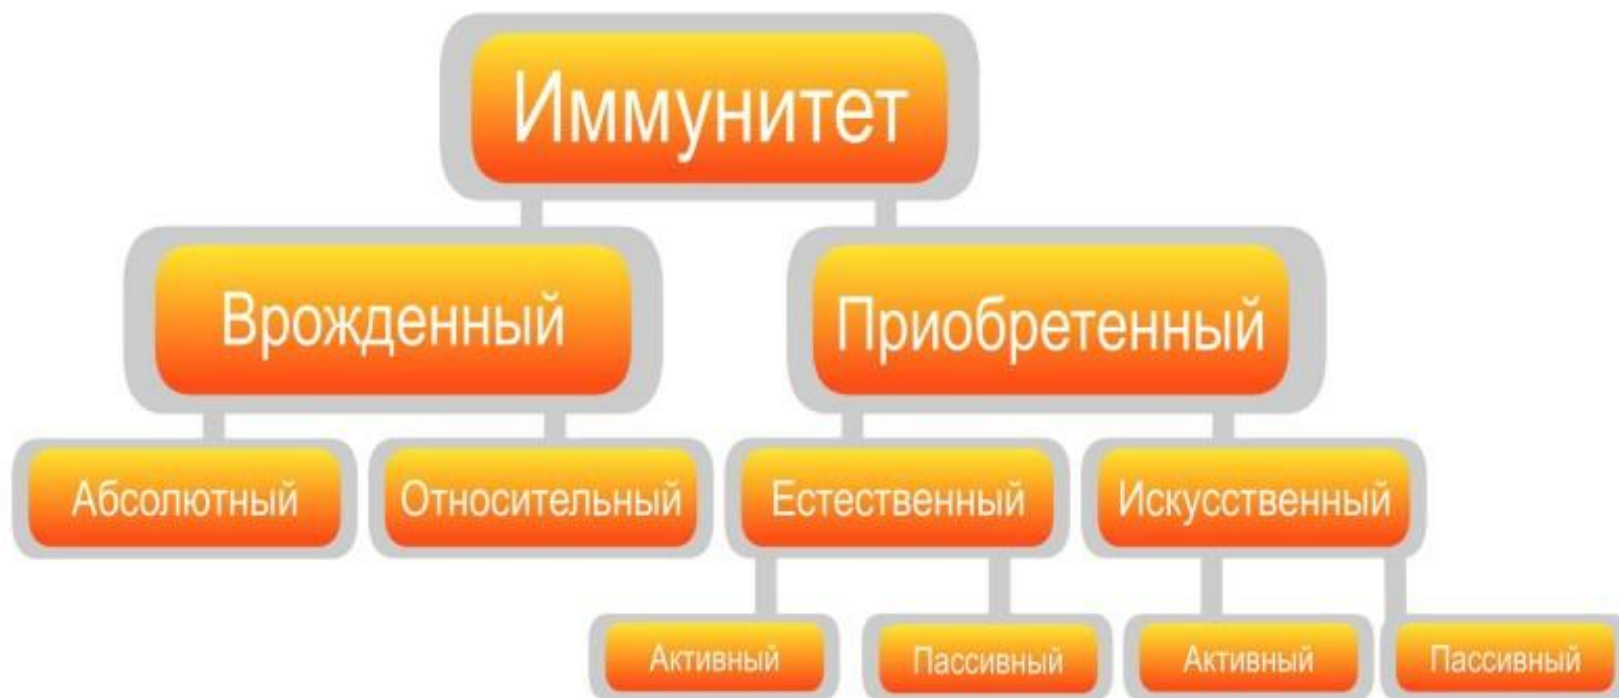 Иммунитет
Врожденный
Приобретенный
Абсолютный
Относительный
Естественный
Искусственный
Активный
Пассивный
Активный
Пассивный